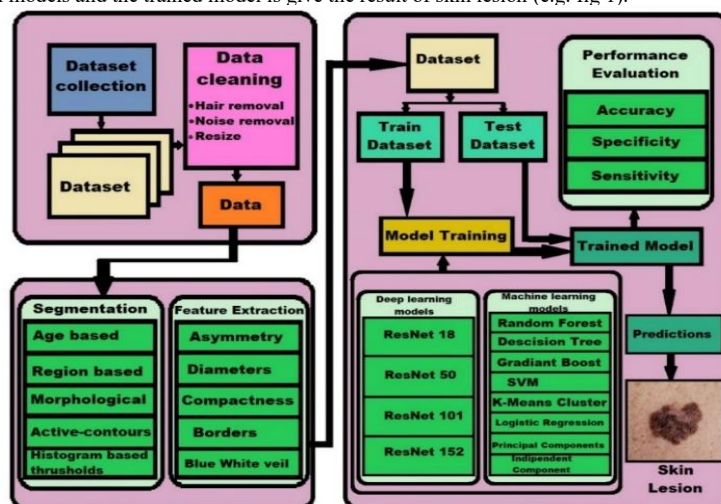 models and the trained model is give the result of skin lesion (e.g. fig 1).
Dataset
collection
Dataset
Data
cleaning
•Hair removal
•Noise removal
•Resize
Data
Segmentation
Age based
Region based
Morphological
Active-contours
Histogram based
thrusholds
Feature Extraction
Asymmetry
Diameters
Compactness
Borders
Blue White veil
Dataset
Train
Dataset
Test
Dataset
Model Training
Trained Model
Performance
Evaluation
Accuracy
Specificity
Sensitivity
Deep learning
models
ResNet 18
ResNet 50
ResNet 101
ResNet 152
Machine learning
models
Random Forest
Descision Tree
Gradiant Boost
SVM
K-Means Cluster
Logistic Regression
Principal Components
Indipendent
Component
Predictions
Skin
Lesion